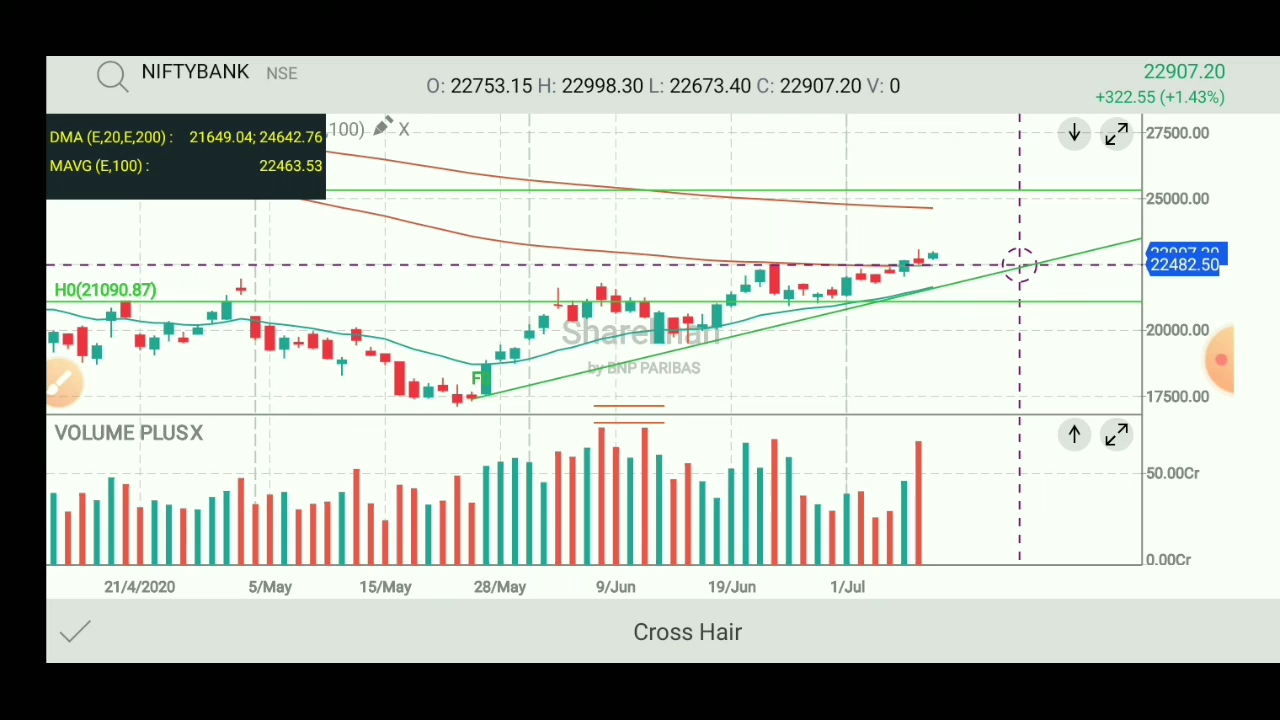 NIFTYBANK NSE
O: 22753.15 H: 22998.30 L: 22673.40 C: 22907.20 V: 0
22907.20
+322.55 (+1.43%)
DMA (E,20,E,200) : 21649.04; 24642.76
MAVG (E,100) : 22463.53
,100) X
27500.00
25000.00
22907.20
22482.50
H0(21090.87)
20000.00
by BNP PARIBAS
17500.00
VOLUME PLUSX
50.00Cr
0.00Cr
21/4/2020 5/May 15/May 28/May 9/Jun 19/Jun 1/Jul
Cross Hair